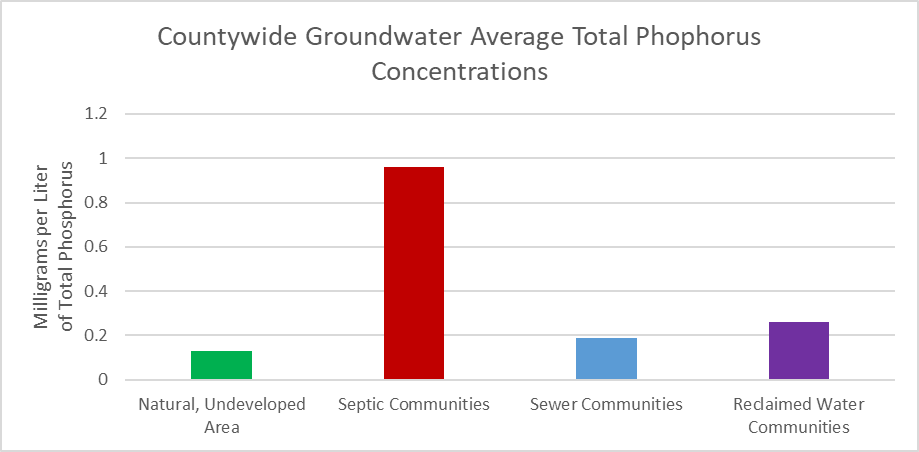 Countywide Groundwater Average Total Phophorus
Concentrations
Milligrams per Liter
of Total Phosphorus
1.2
1
0.8
0.6
0.4
0.2
0
Natural, Undeveloped
Area
Septic Communities
Sewer Communities
Reclaimed Water
Communities